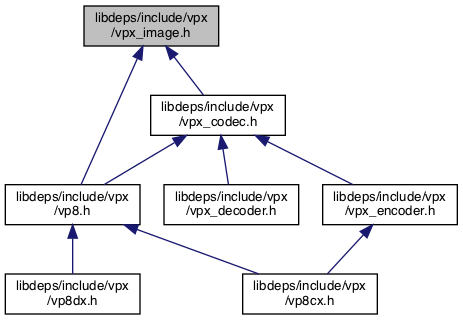 libdeps/include/vpx
/vpx_image.h
libdeps/include/vpx
/vpx_codec.h
libdeps/include/vpx
/vp8.h
libdeps/include/vpx
/vpx_decoder.h
libdeps/include/vpx
/vpx_encoder.h
libdeps/include/vpx
/vp8dx.h
libdeps/include/vpx
/vp8cx.h